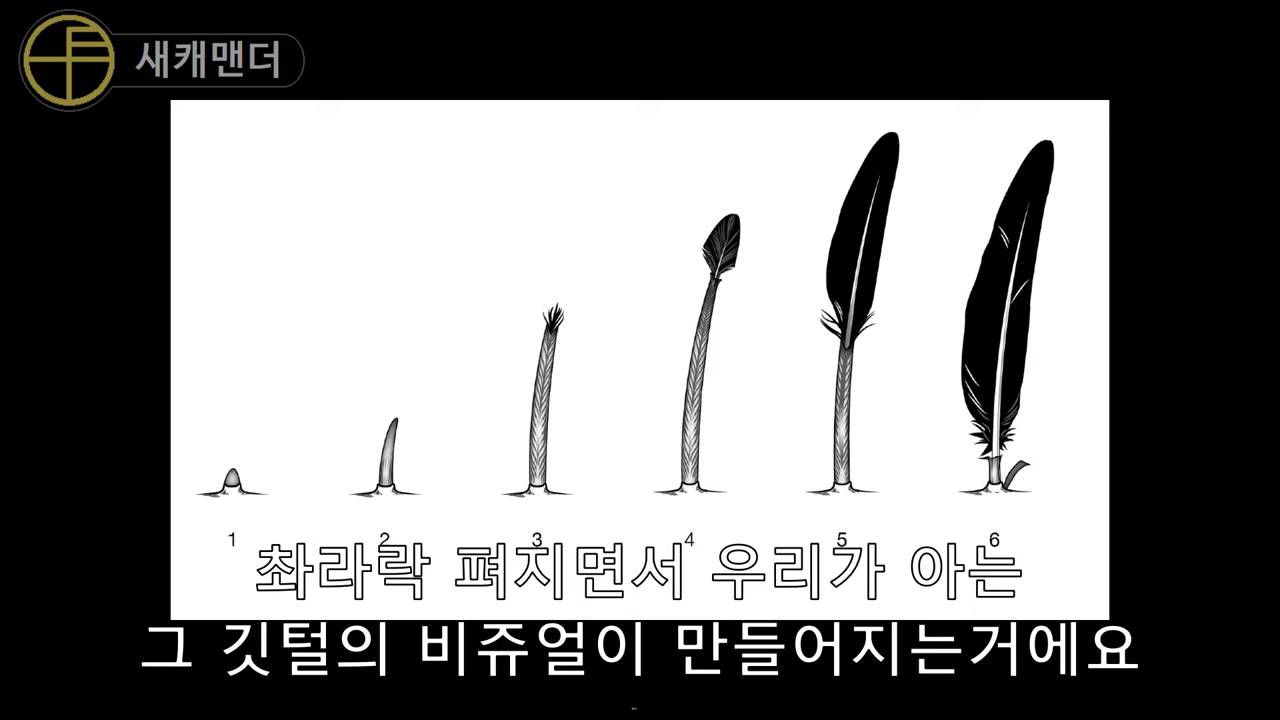 새캐맨더
1 2 3 4 5 6
촤라락 펴지면서 우리가 아는
그 깃털의 비쥬얼이 만들어지는거에요